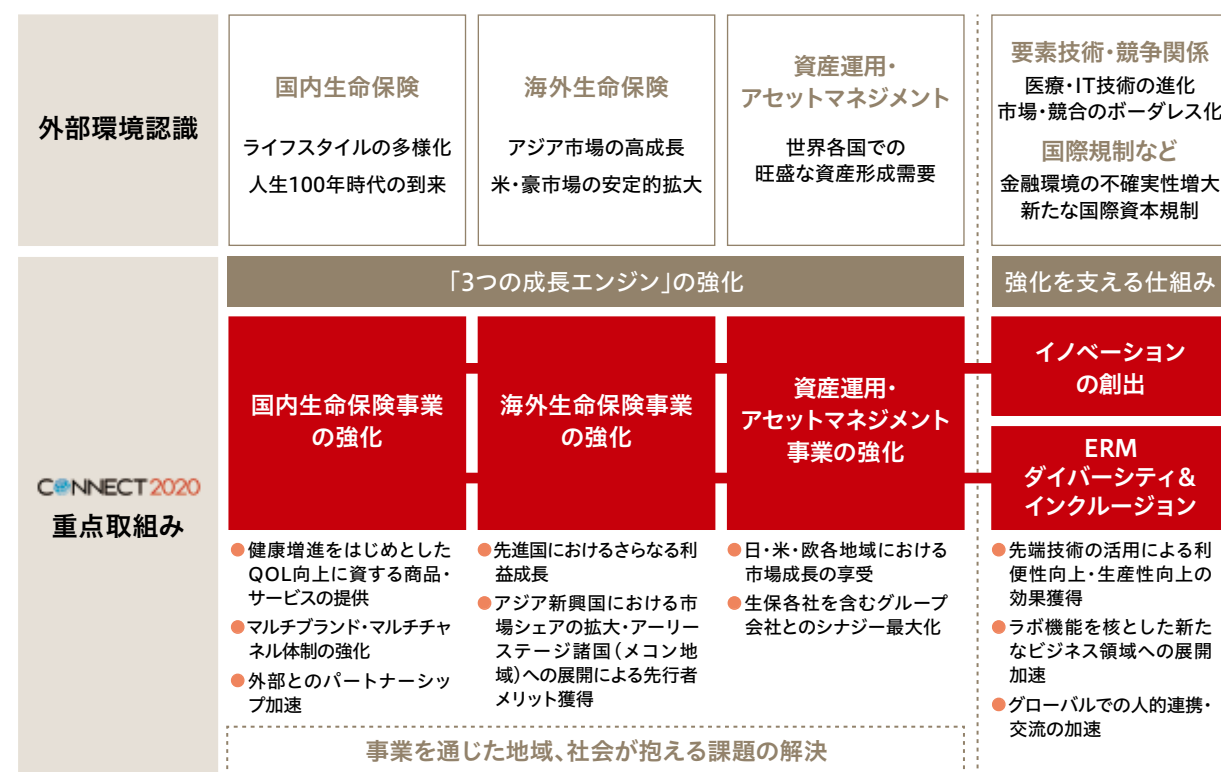 外部環境認識
国内生命保険
ライフスタイルの多様化
人生100年時代の到来
海外生命保険
アジア市場の高成長
米・豪市場の安定的拡大
資産運用・
アセットマネジメント
世界各国での
旺盛な資産形成需要
要素技術・競争関係
医療・IT技術の進化
市場・競合のボーダレス化
国際規制など
金融環境の不確実性増大
新たな国際資本規制
CONNECT2020
重点取組み
「3つの成長エンジン」の強化
強化を支える仕組み
国内生命保険事業
の強化
海外生命保険事業
の強化
資産運用・
アセットマネジメント
事業の強化
イノベーション
の創出
ERM
ダイバーシティ&
インクルージョン
●健康増進をはじめとした
QOL向上に資する商品・
サービスの提供
●マルチブランド・マルチチャ
ネル体制の強化
●外部とのパートナーシッ
プ加速
●先進国におけるさらなる利
益成長
●アジア新興国における市
場シェアの拡大・アーリー
ステージ諸国(メコン地
域)への展開による先行者
メリット獲得
●日・米・欧各地域における
市場成長の享受
●生保各社を含むグループ
会社とのシナジー最大化
●先端技術の活用による利
便性向上・生産性向上の
効果獲得
●ラボ機能を核とした新た
なビジネス領域への展開
加速
●グローバルでの人的連携・
交流の加速
事業を通じた地域、社会が抱える課題の解決